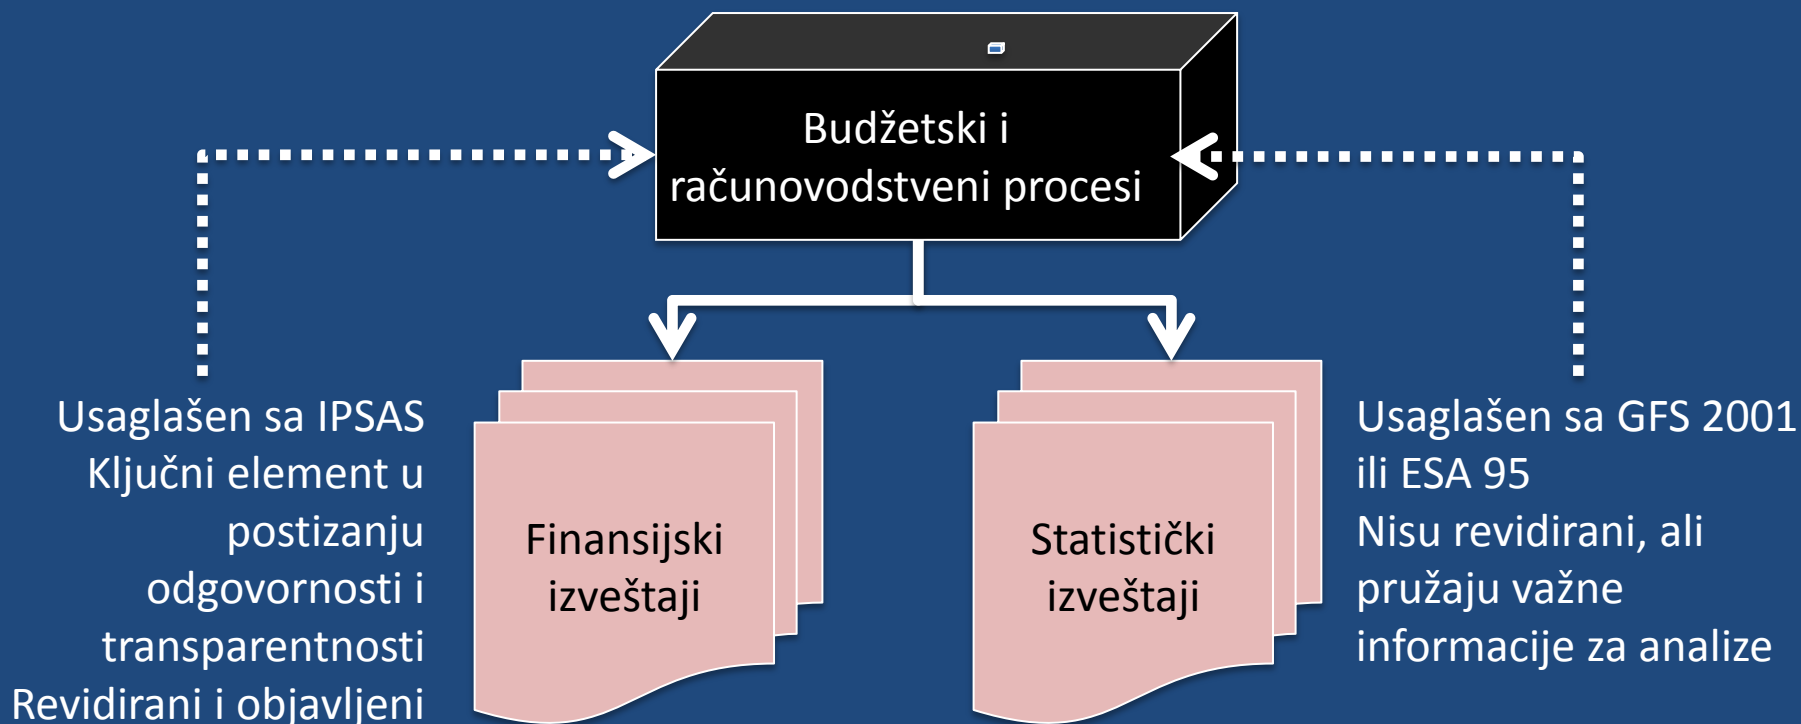 Budžetski i
računovodstveni procesi
Usaglašen sa IPSAS
Ključni element u
postizanju
odgovornosti i
transparentnosti
Revidirani i objavljeni
Finansijski
izveštaji
Statistički
izveštaji
Usaglašen sa GFS 2001
ili ESA 95
Nisu revidirani, ali
pružaju važne
informacije za analize